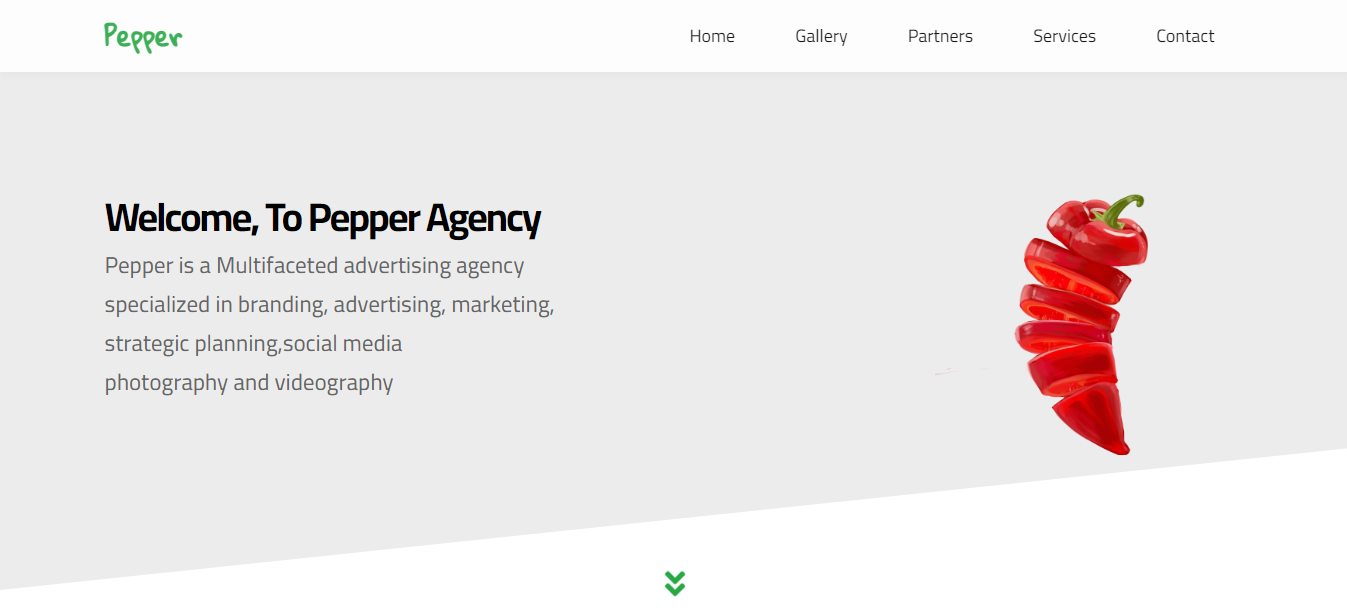 Pepper
Home Gallery Partners Services Contact
Welcome, To Pepper Agency
Pepper is a Multifaceted advertising agency
specialized in branding, advertising, marketing,
strategic planning,social media
photography and videography